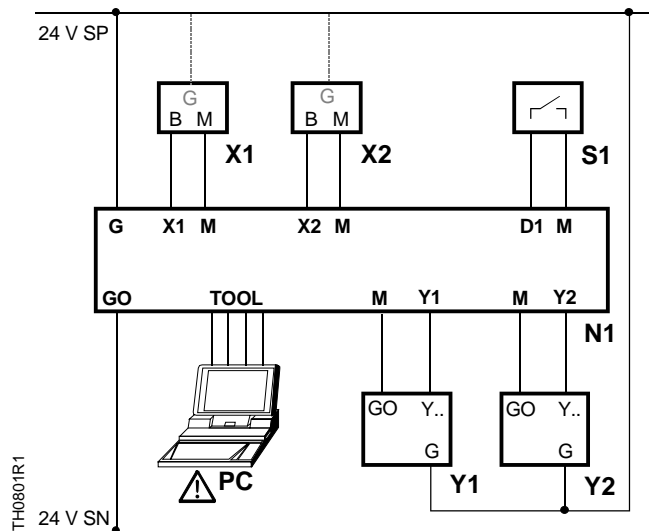 24 V SP
G
B M
X1
G
B M
X2
S1
G X1 M X2 M D1 M
GO TOOL M Y1 M Y2
N1
GO Y..
G
Y1
GO Y..
G
Y2
PC
24 V SN
TH0801R1